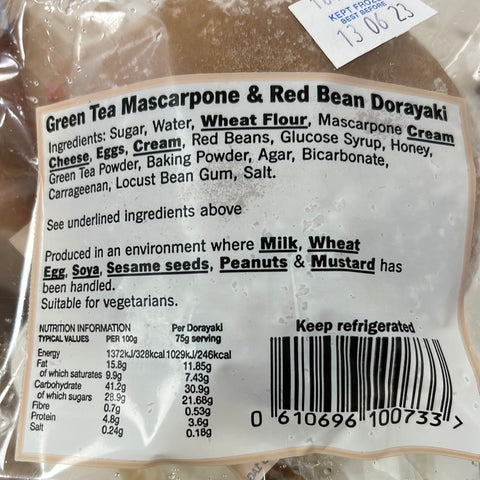 KEPT FROZEN
BEST BEFORE
13 06 23
Green Tea Mascarpone & Red Bean Dorayaki
Ingredients: Sugar, Water, Wheat Flour, Mascarpone Cream
Cheese, Eggs, Cream, Red Beans, Glucose Syrup, Honey,
Green Tea Powder, Baking Powder, Agar, Bicarbonate,
Carrageenan, Locust Bean Gum, Salt.
See underlined ingredients above
Produced in an environment where Milk, Wheat
Egg, Soya, Sesame seeds, Peanuts & Mustard has
been handled.
Suitable for vegetarians.
NUTRITION INFORMATION Per Dorayaki
TYPICAL VALUES PER 100g 75g serving
Energy 1372kJ/328kcal 1029kJ/246kcal
Fat 15.8g 11.85g
of which saturates 9.9g 7.43g
Carbohydrate 41.2g 30.9g
of which sugars 28.9g 21.68g
Fibre 0.7g 0.53g
Protein 4.8g 3.6g
Salt 0.24g 0.18g
Keep refrigerated
0 610696 100733 >